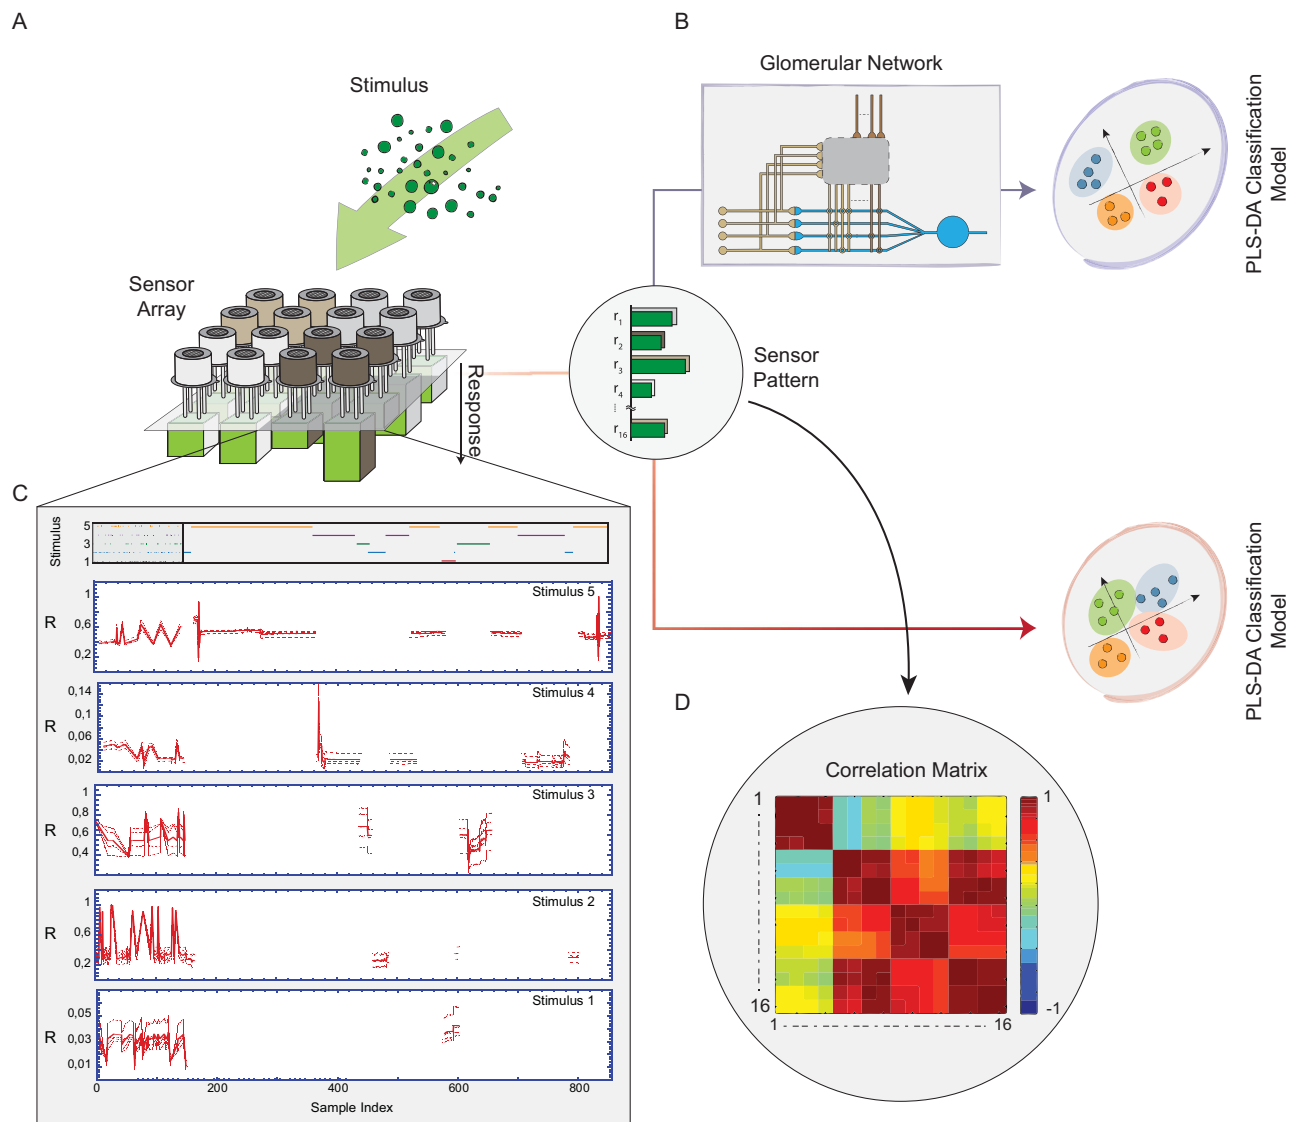 A
B
Stimulus
Glomerular Network
PLS-DA Classification
Model
Sensor
Array
Response
r1
r2
r3
r4
r16
Sensor
Pattern
C
Stimulus
5
3
1
Stimulus 5
R
1
0,6
0,2
Stimulus 4
R
0,14
0,1
0,06
0,02
Stimulus 3
R
1
0,8
0,6
0,4
Stimulus 2
R
1
0,6
0,2
Stimulus 1
R
0,05
0,03
0,01
0 200 400 600 800
Sample Index
PLS-DA Classification
Model
D
Correlation Matrix
1
16
1
16
1
-1